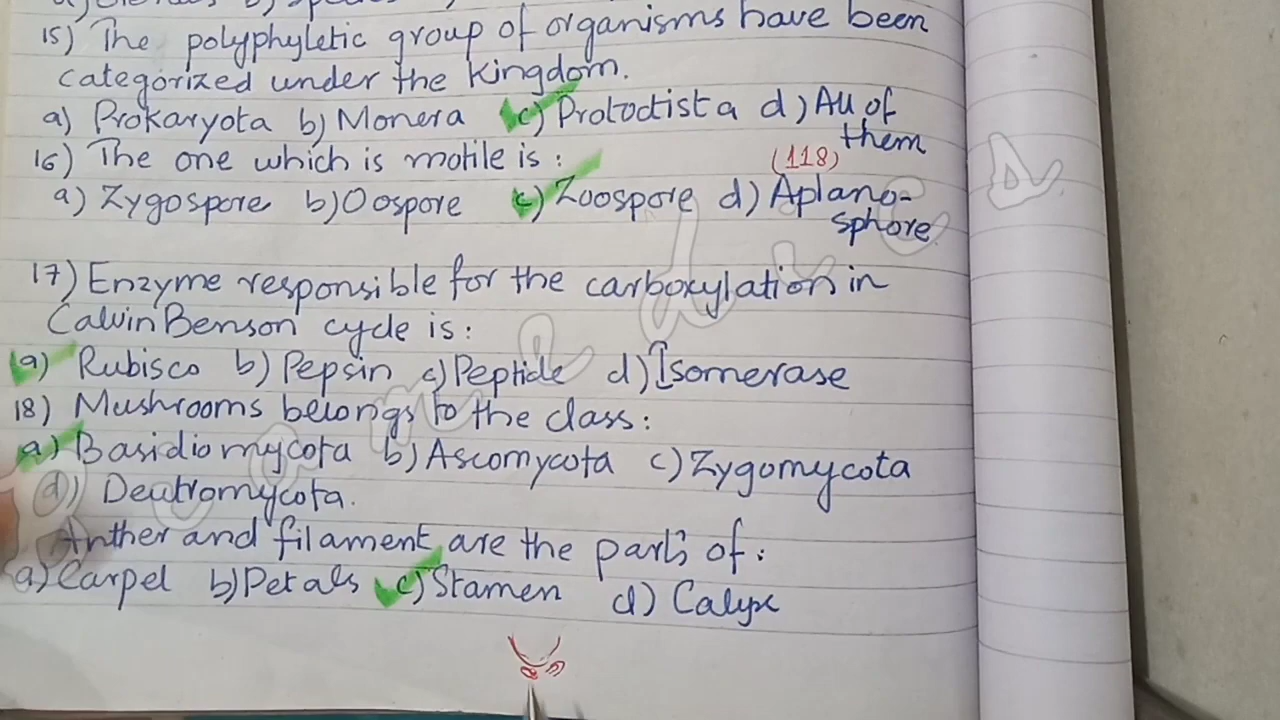 15) The polyphyletic group of organisms have been
categorized under the kingdom.
a) Prokaryota b) Monera c) Protoctista d) All of
them
16) The one which is motile is :
(118)
a) Zygospore b) Oospore c) Zoospore d) Aplano-
sphore
17) Enzyme responsible for the carboxylation in
Calvin Benson cycle is :
a) Rubisco b) Pepsin c) Peptide d) Isomerase
18) Mushrooms belongs to the class :
a) Basidiomycota b) Ascomycota c) Zygomycota
d) Deutromycota.
Anther and filament are the parts of :
a) Carpel b) Petals c) Stamen d) Calyx